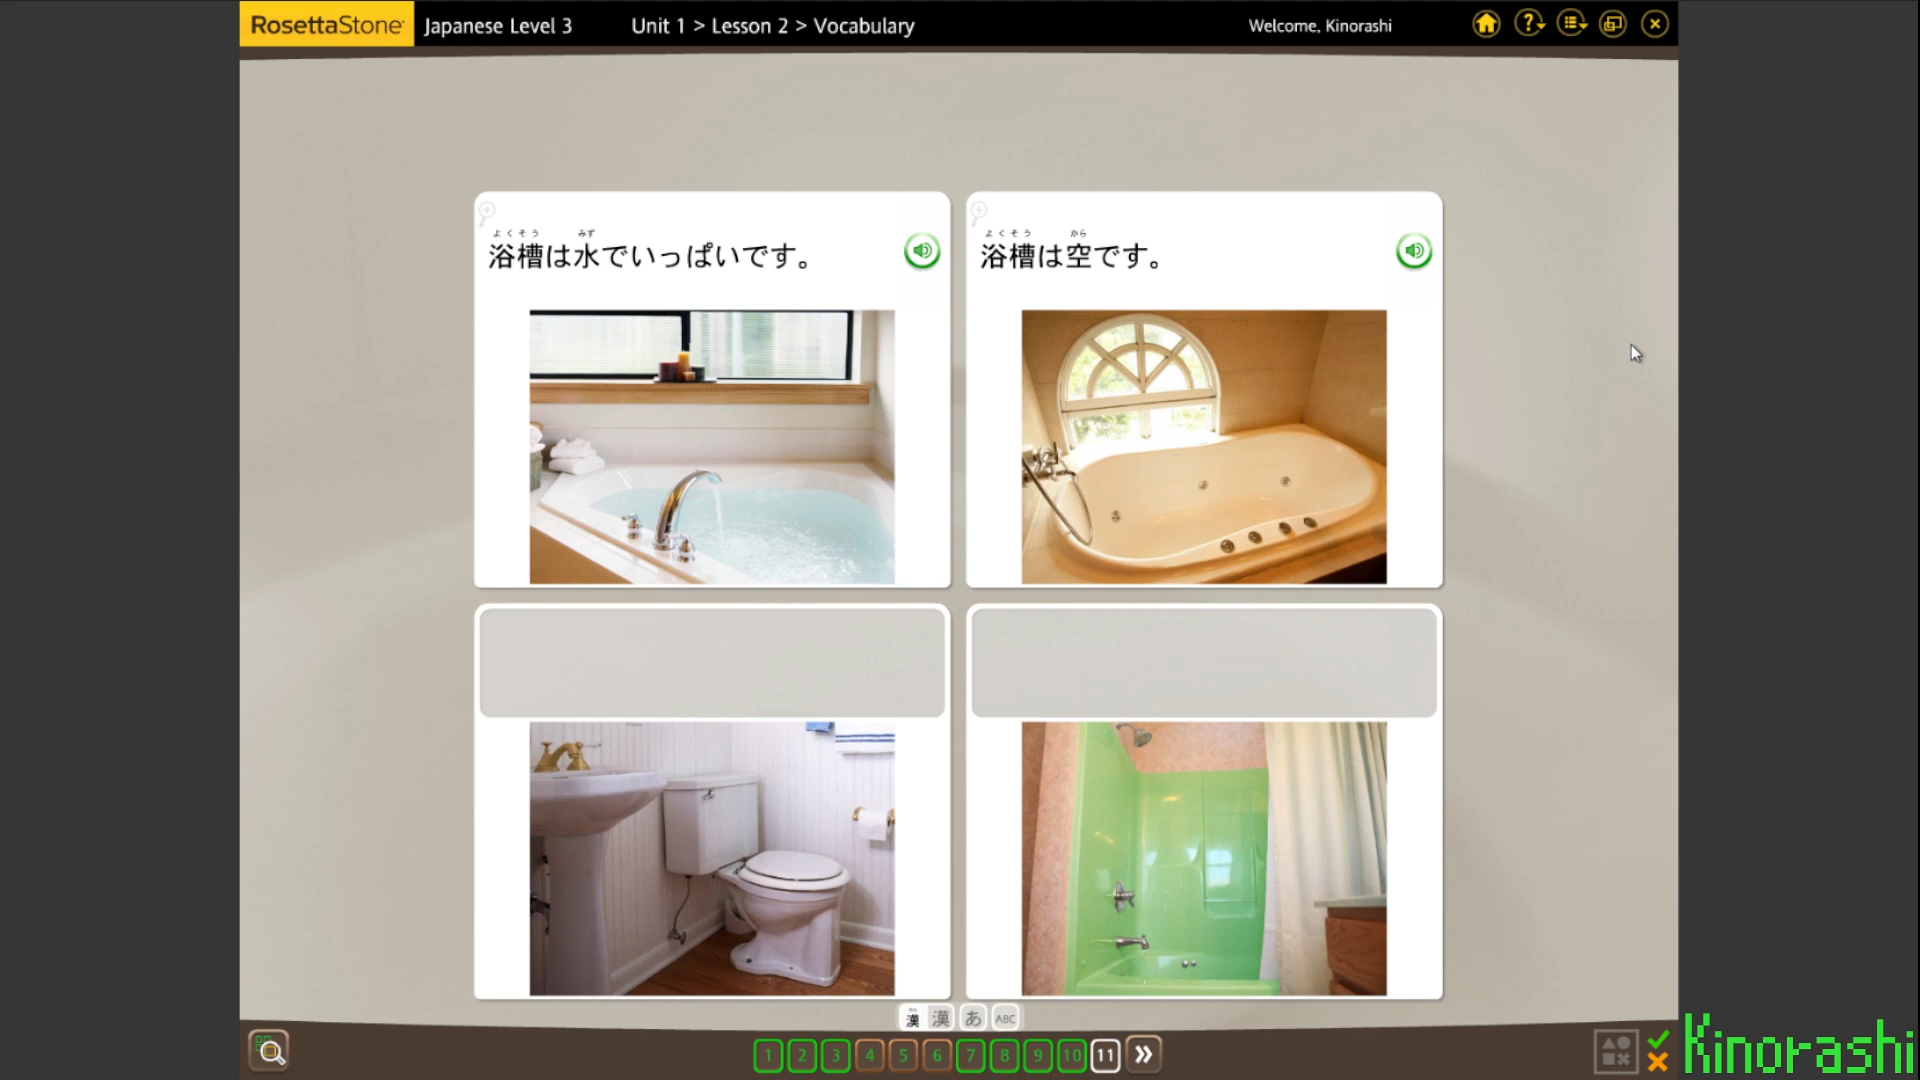 RosettaStone
Japanese Level 3
Unit 1 > Lesson 2 > Vocabulary
Welcome, Kinorashi
よくそう みず
浴槽は水でいっぱいです。
よくそう から
浴槽は空です。
漢 漢 あ ABC
1 2 3 4 5 6 7 8 9 10 11
Kinorashi